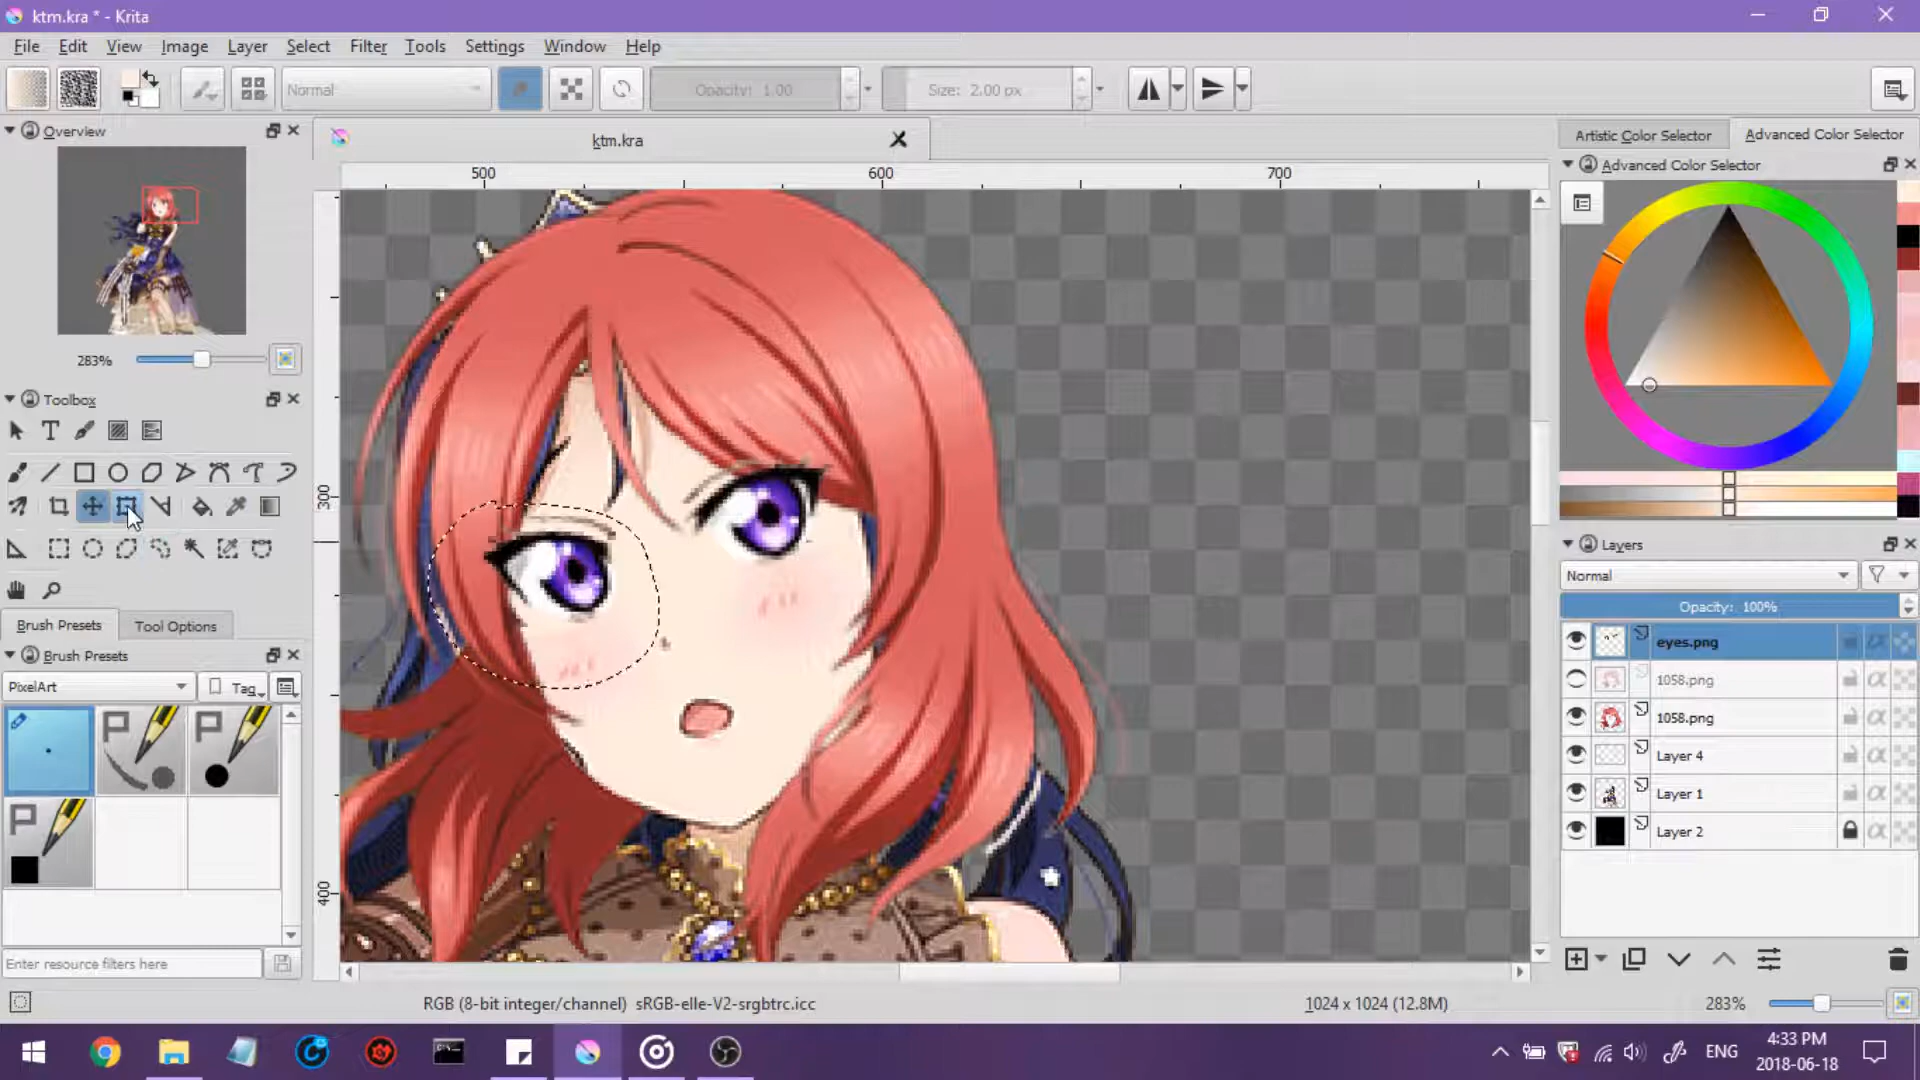 ktm.kra * - Krita
File Edit View Image Layer Select Filter Tools Settings Window Help
Normal
Opacity: 1.00
Size: 2.00 px
Overview
283%
Toolbox
Brush Presets
Tool Options
Brush Presets
PixelArt
Tag
P
P
P
Enter resource filters here
ktm.kra
500
600
700
300
400
Artistic Color Selector
Advanced Color Selector
Advanced Color Selector
Layers
Normal
Opacity: 100%
eyes.png
1058.png
1058.png
Layer 4
Layer 1
Layer 2
RGB (8-bit integer/channel) sRGB-elle-V2-srgbtrc.icc
1024 x 1024 (12.8M)
283%
ENG
4:33 PM
2018-06-18